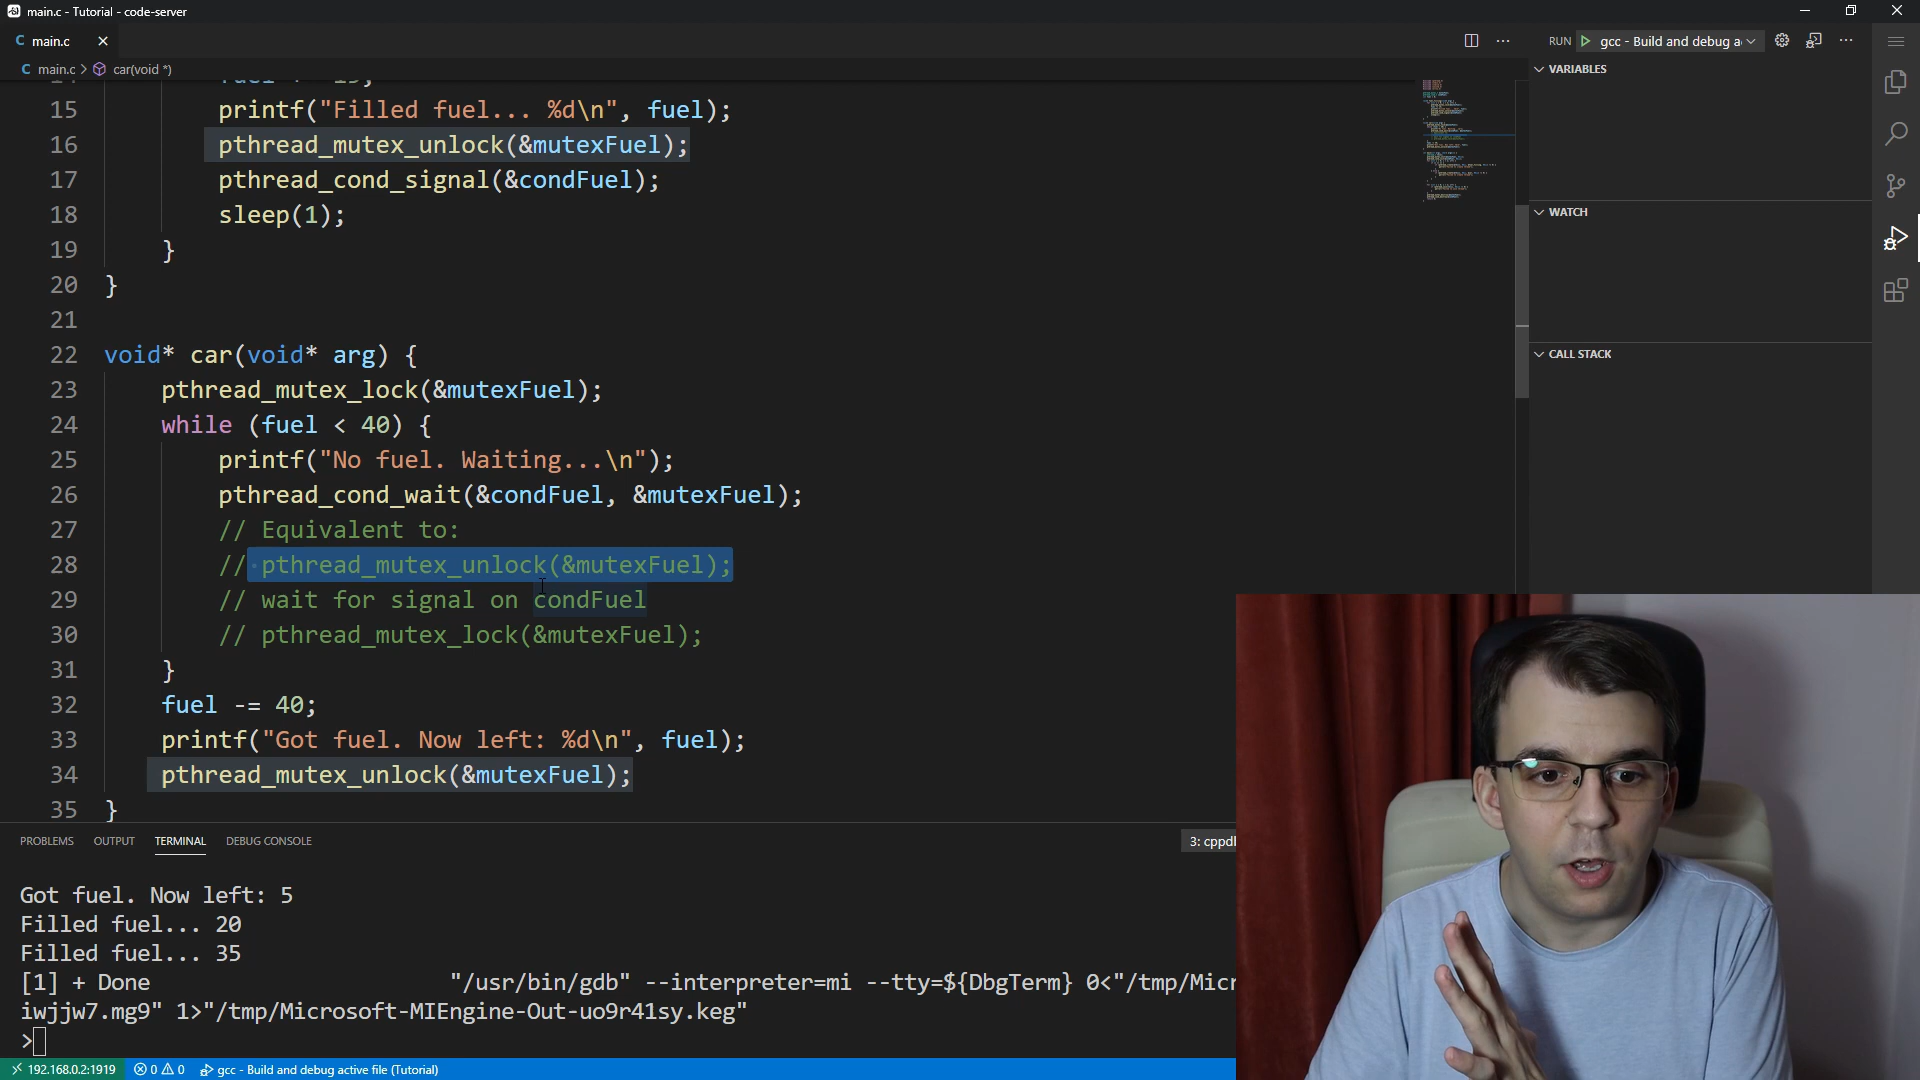 main.c - Tutorial - code-server
C main.c
RUN gcc - Build and debug a
C main.c > car(void *)
VARIABLES
WATCH
CALL STACK
15 printf("Filled fuel... %d\n", fuel);
16 pthread_mutex_unlock(&mutexFuel);
17 pthread_cond_signal(&condFuel);
18 sleep(1);
19 }
20 }
21
22 void* car(void* arg) {
23 pthread_mutex_lock(&mutexFuel);
24 while (fuel < 40) {
25 printf("No fuel. Waiting...\n");
26 pthread_cond_wait(&condFuel, &mutexFuel);
27 // Equivalent to:
28 // pthread_mutex_unlock(&mutexFuel);
29 // wait for signal on condFuel
30 // pthread_mutex_lock(&mutexFuel);
31 }
32 fuel -= 40;
33 printf("Got fuel. Now left: %d\n", fuel);
34 pthread_mutex_unlock(&mutexFuel);
35 }
PROBLEMS OUTPUT TERMINAL DEBUG CONSOLE 3: cppd
Got fuel. Now left: 5
Filled fuel... 20
Filled fuel... 35
[1] + Done "/usr/bin/gdb" --interpreter=mi --tty=${DbgTerm} 0<"/tmp/Micr
iwjjw7.mg9" 1>"/tmp/Microsoft-MIEngine-Out-uo9r41sy.keg"
>
192.168.0.2:1919 0 0 gcc - Build and debug active file (Tutorial)